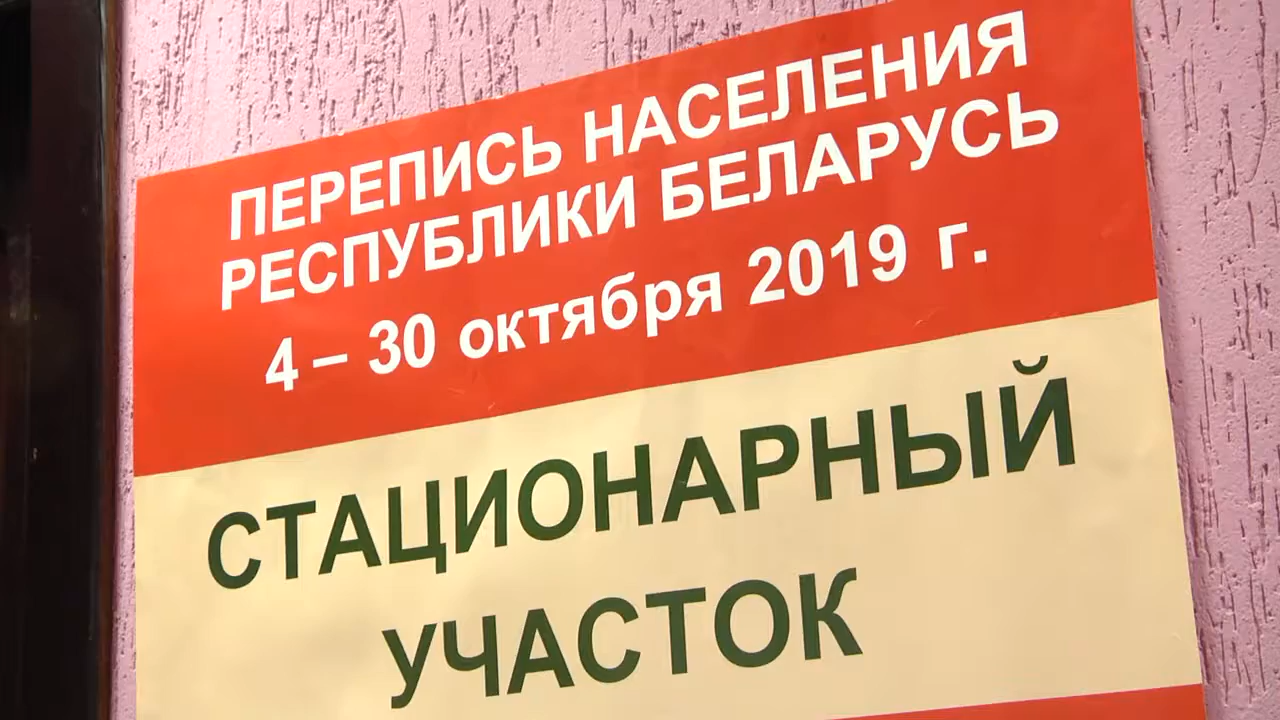 ПЕРЕПИСЬ НАСЕЛЕНИЯ
РЕСПУБЛИКИ БЕЛАРУСЬ
4 – 30 октября 2019 г.
СТАЦИОНАРНЫЙ
УЧАСТОК